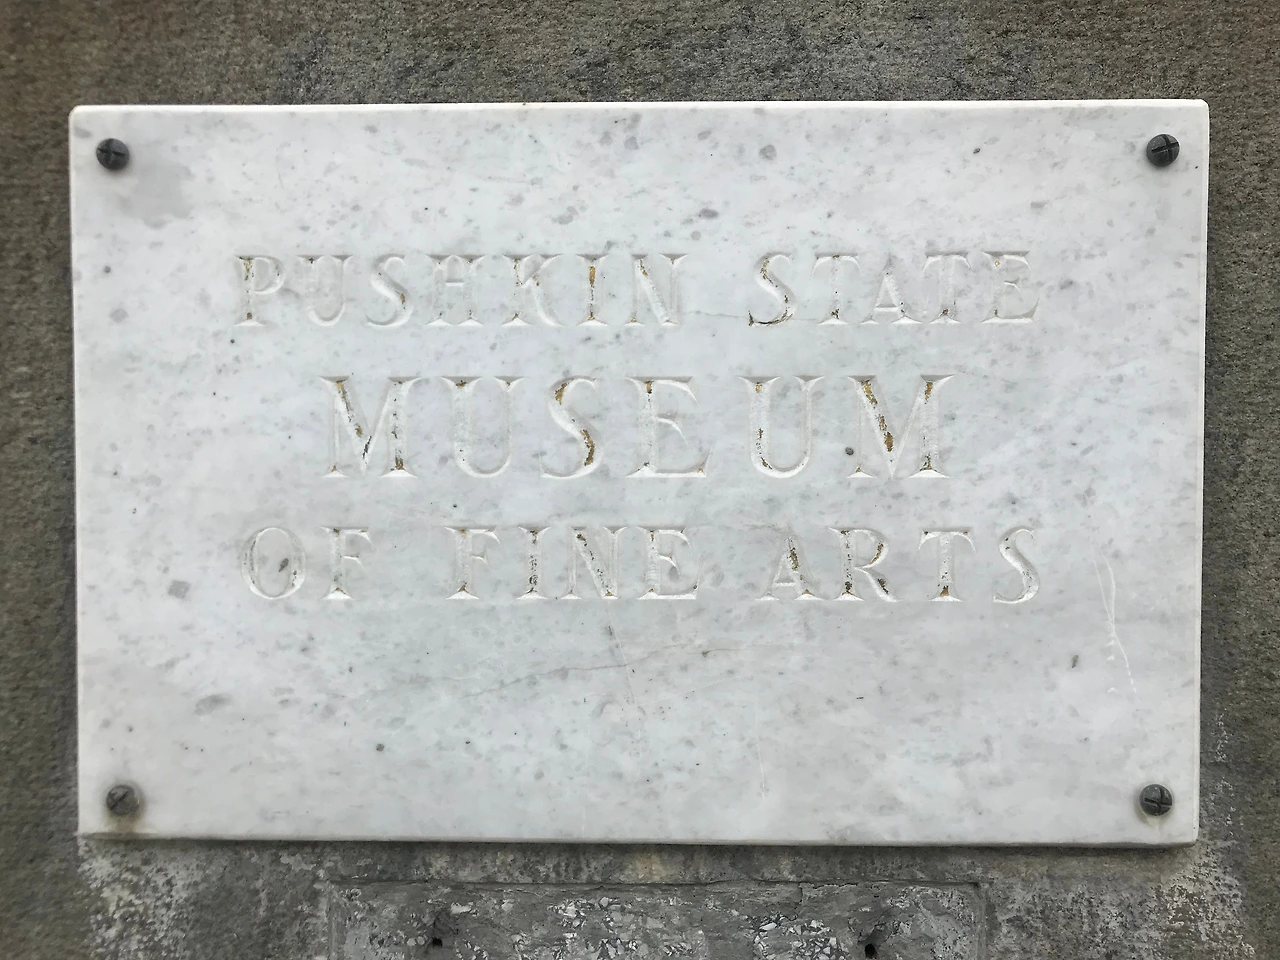 PUSHKIN STATE
MUSEUM
OF FINE ARTS